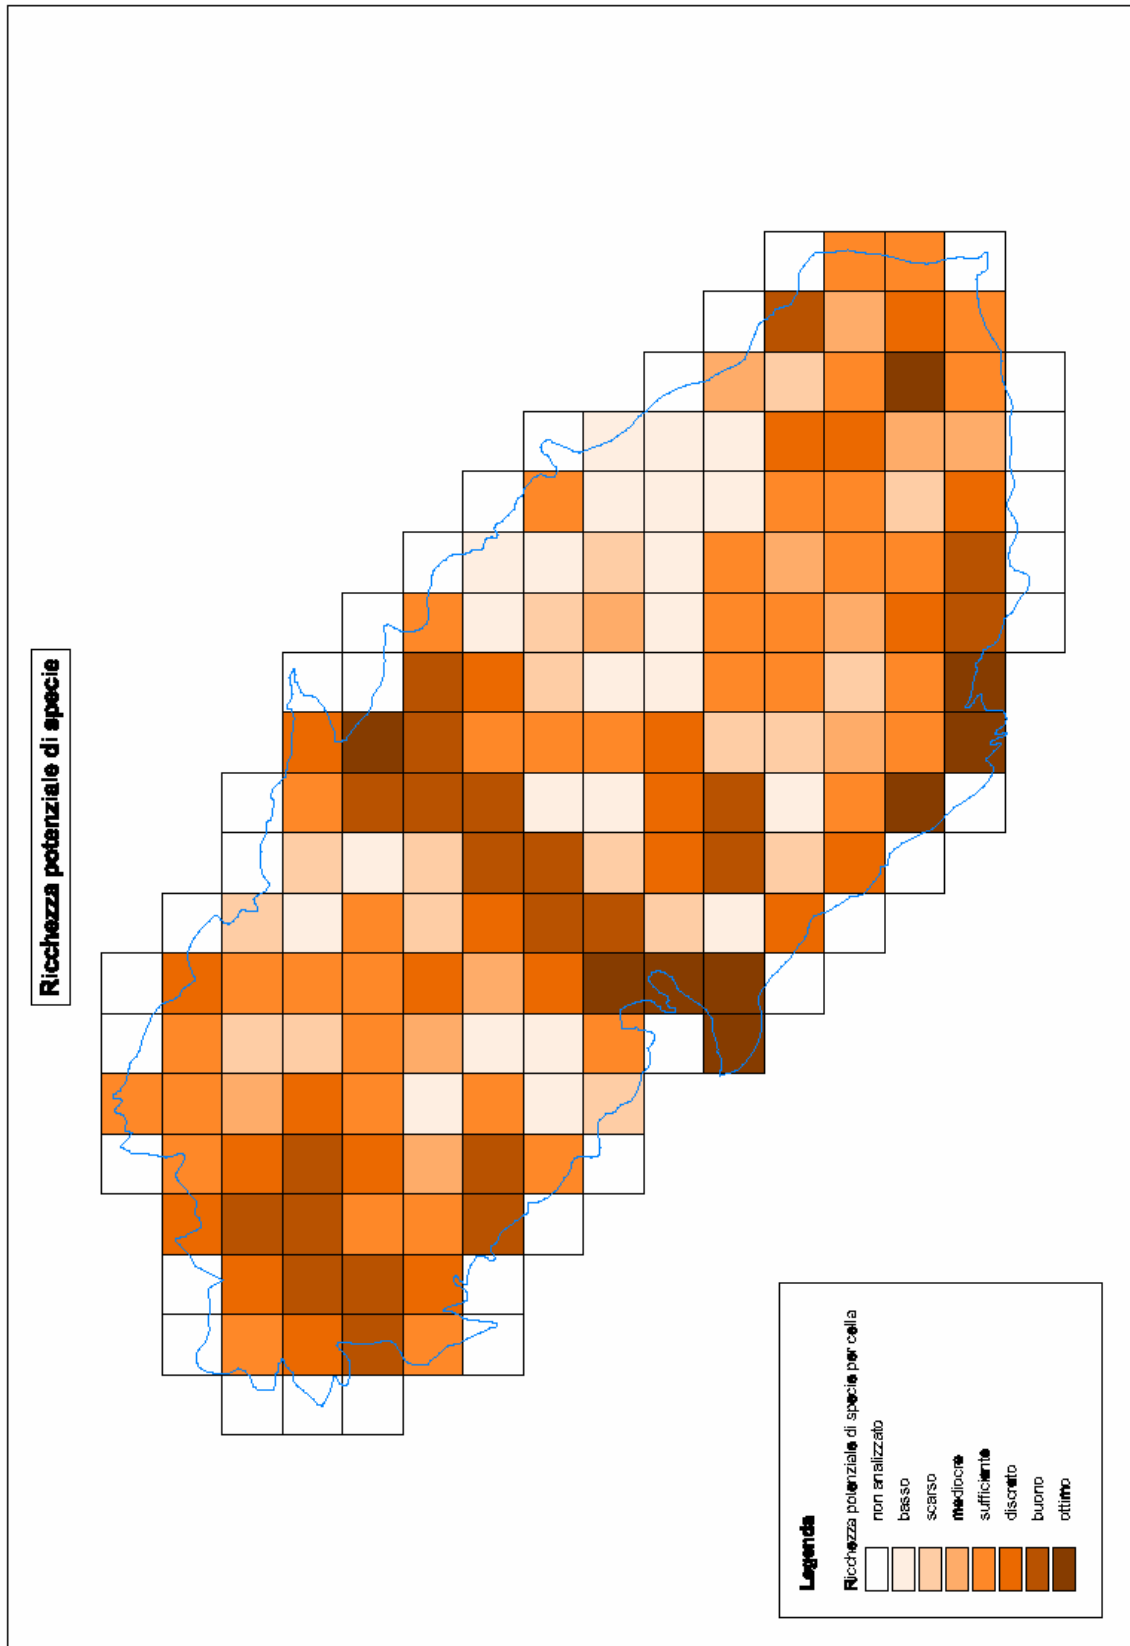 Ricchezza potenziale di specie
Legenda
Ricchezza potenziale di specie per cella
non analizzato
basso
scarso
mediocre
sufficiente
discreto
buono
ottimo